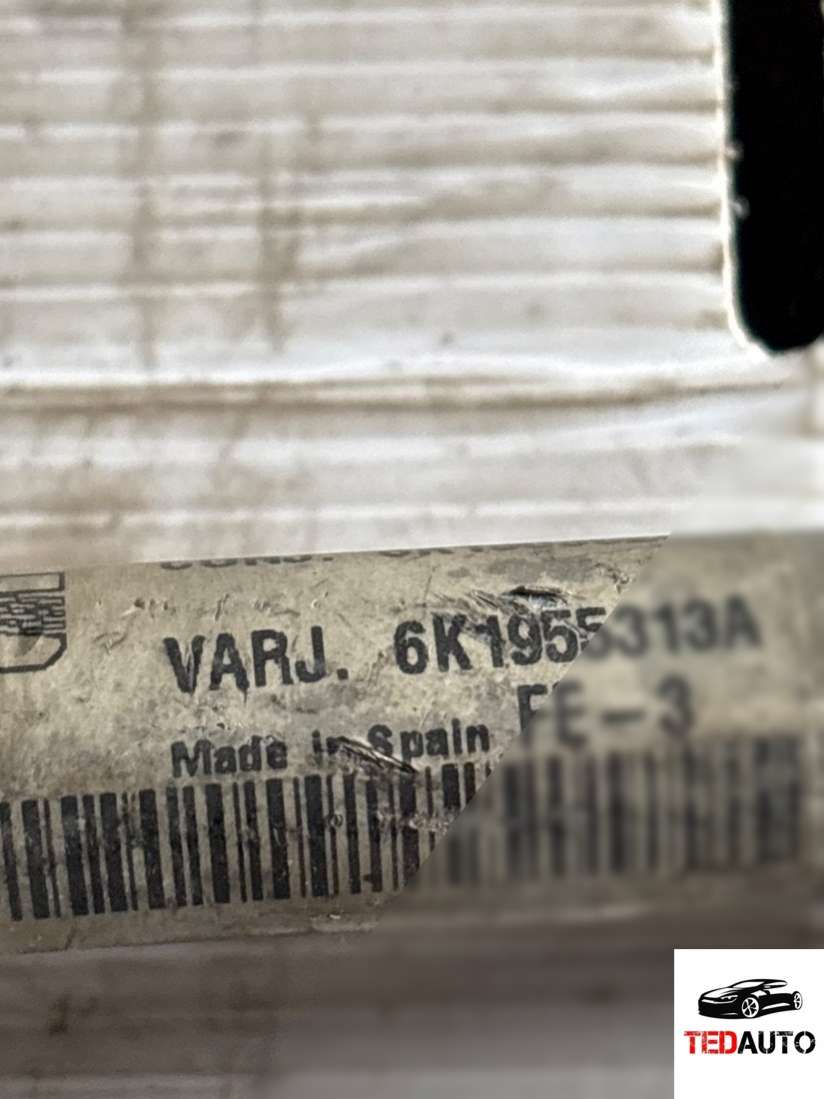 VARJ. 6K1955313A
FE-3
Made in Spain
TEDAUTO